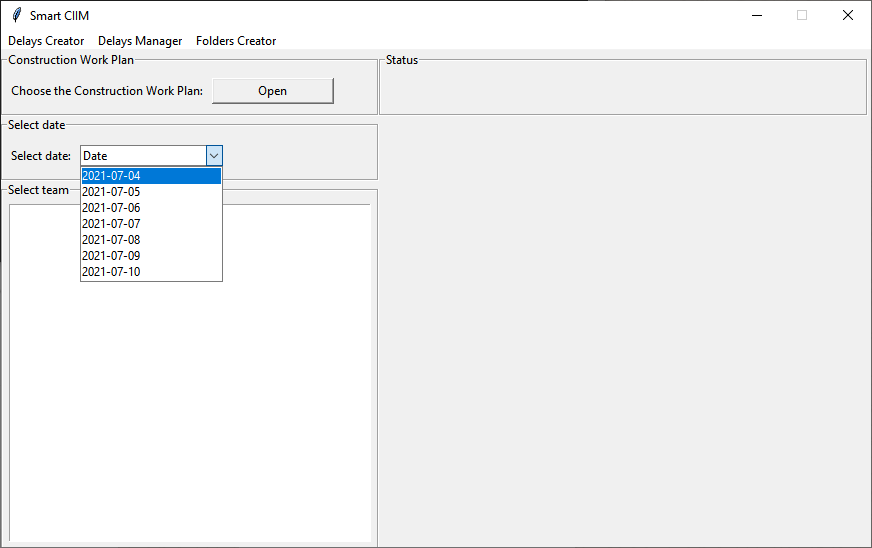 Smart CIIM
Delays Creator Delays Manager Folders Creator
Construction Work Plan
Status
Choose the Construction Work Plan: Open
Select date
Select date: Date
2021-07-04
2021-07-05
2021-07-06
2021-07-07
2021-07-08
2021-07-09
2021-07-10
Select team